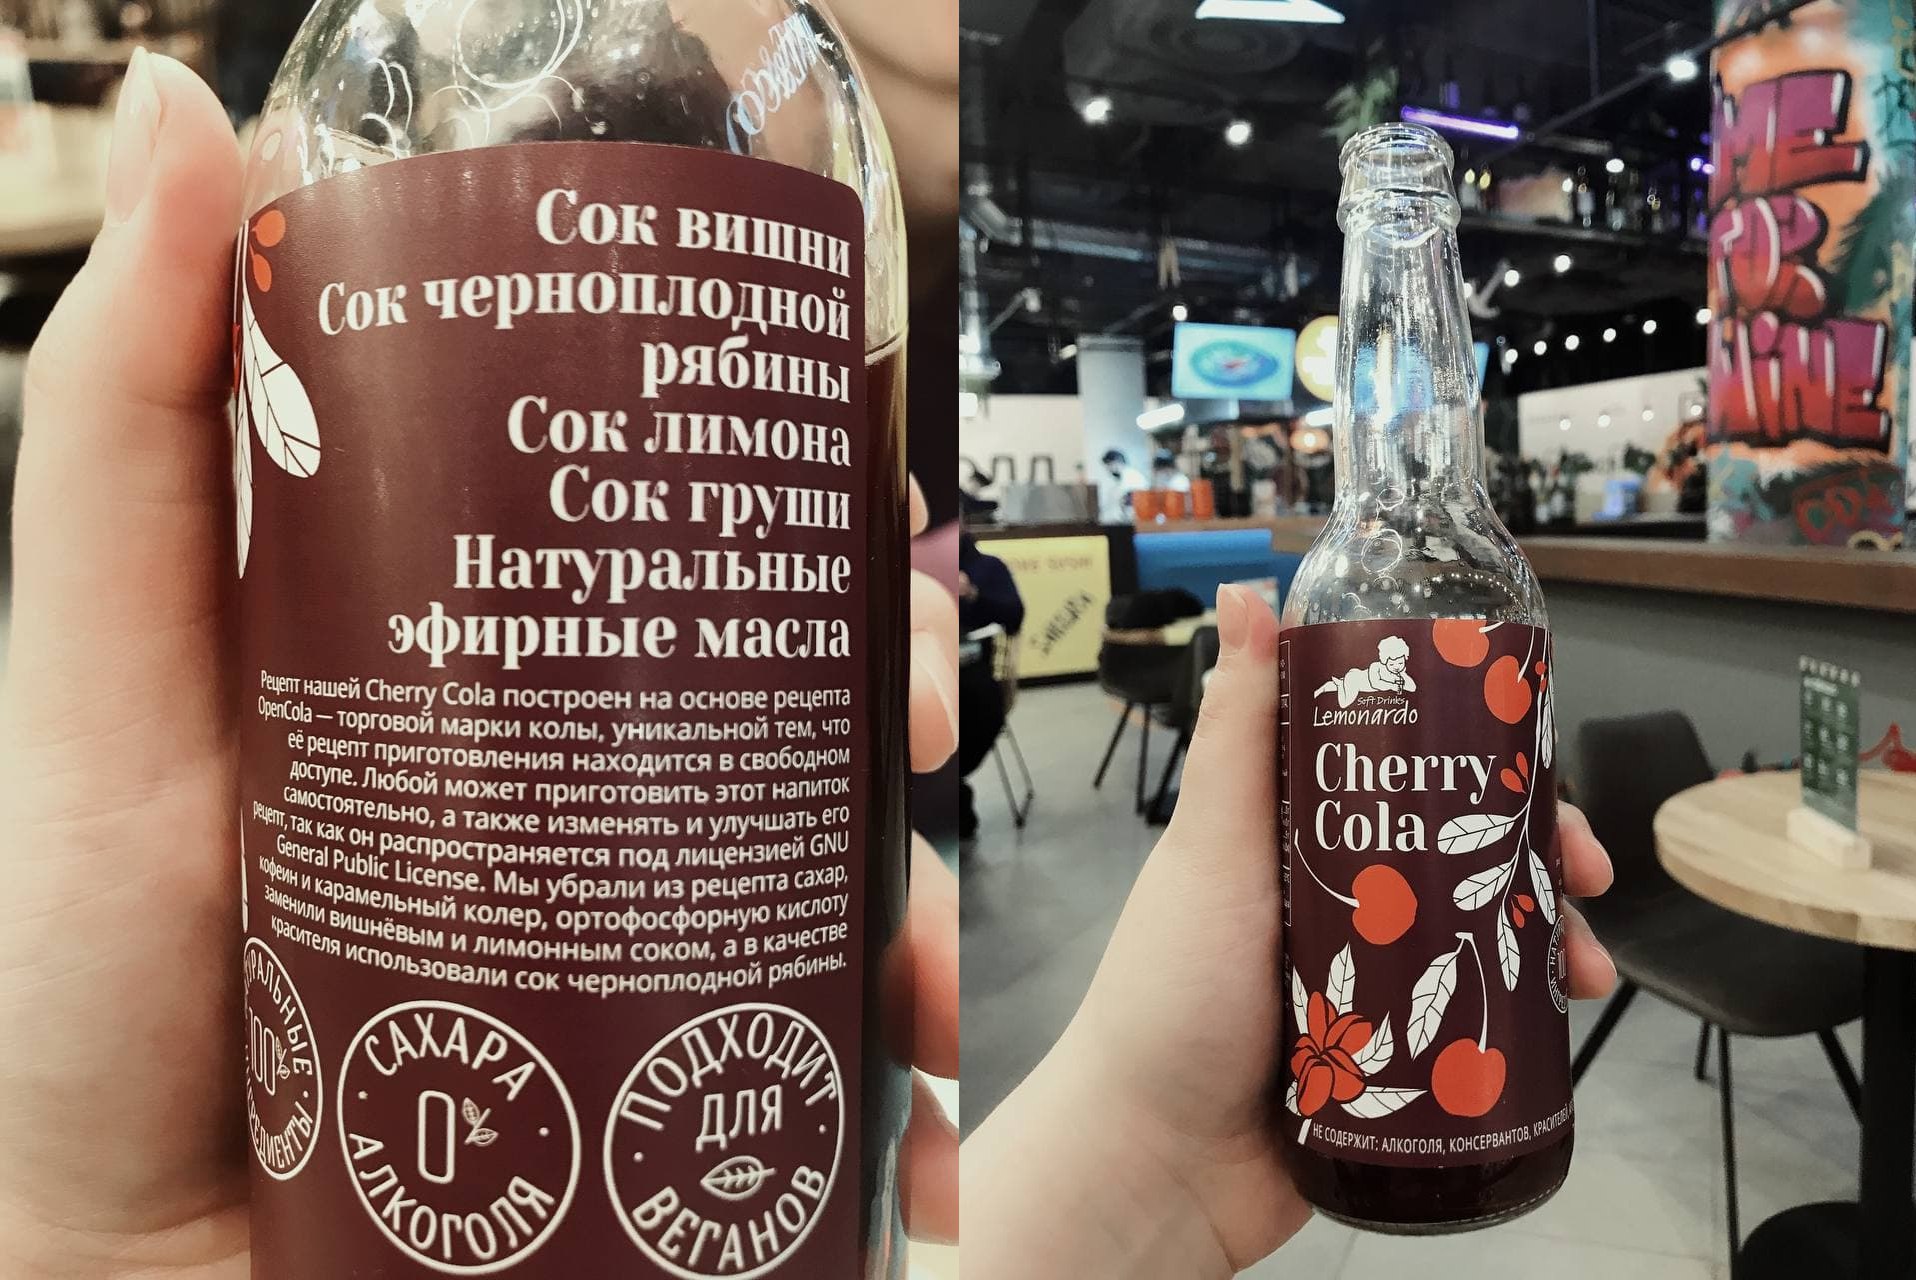 Сок вишни
Сок черноплодной
рябины
Сок лимона
Сок груши
Натуральные
эфирные масла
Рецепт нашей Cherry Cola построен на основе рецепта
OpenCola — торговой марки колы, уникальной тем, что
её рецепт приготовления находится в свободном
доступе. Любой может приготовить этот напиток
самостоятельно, а также изменять и улучшать его
рецепт, так как он распространяется под лицензией GNU
General Public License. Мы убрали из рецепта сахар,
кофеин и карамельный колер, ортофосфорную кислоту
заменили вишнёвым и лимонным соком, а в качестве
красителя использовали сок черноплодной рябины.
100
САХАРА
0
АЛКОГОЛЯ
ПОДХОДИТ
ДЛЯ
ВЕГАНОВ
Soft Drinks
Lemonardo
Cherry
Cola
НЕ СОДЕРЖИТ: АЛКОГОЛЯ, КОНСЕРВАНТОВ,
WINE